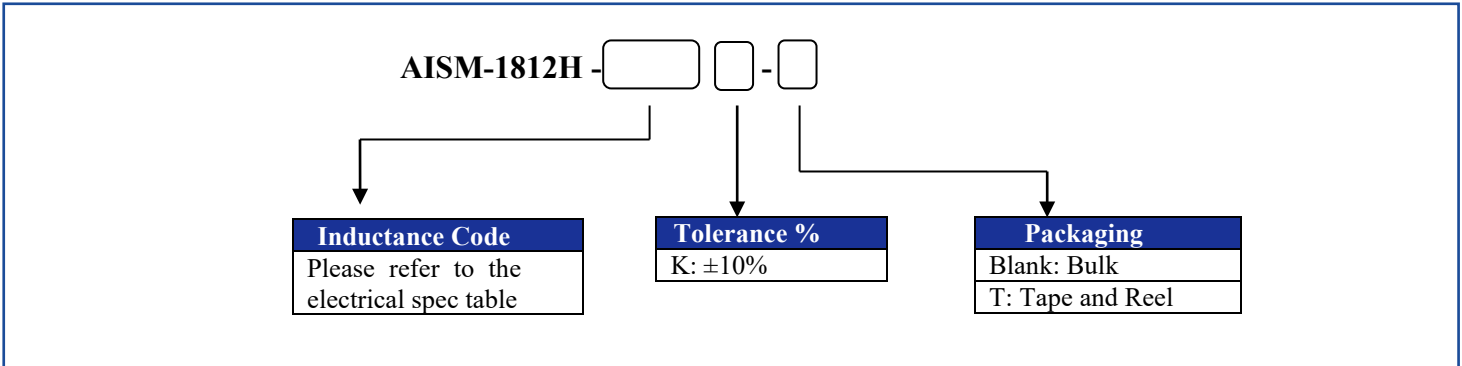 AISM-1812H - -
Inductance Code
Please refer to the
electrical spec table
Tolerance %
K: ±10%
Packaging
Blank: Bulk
T: Tape and Reel